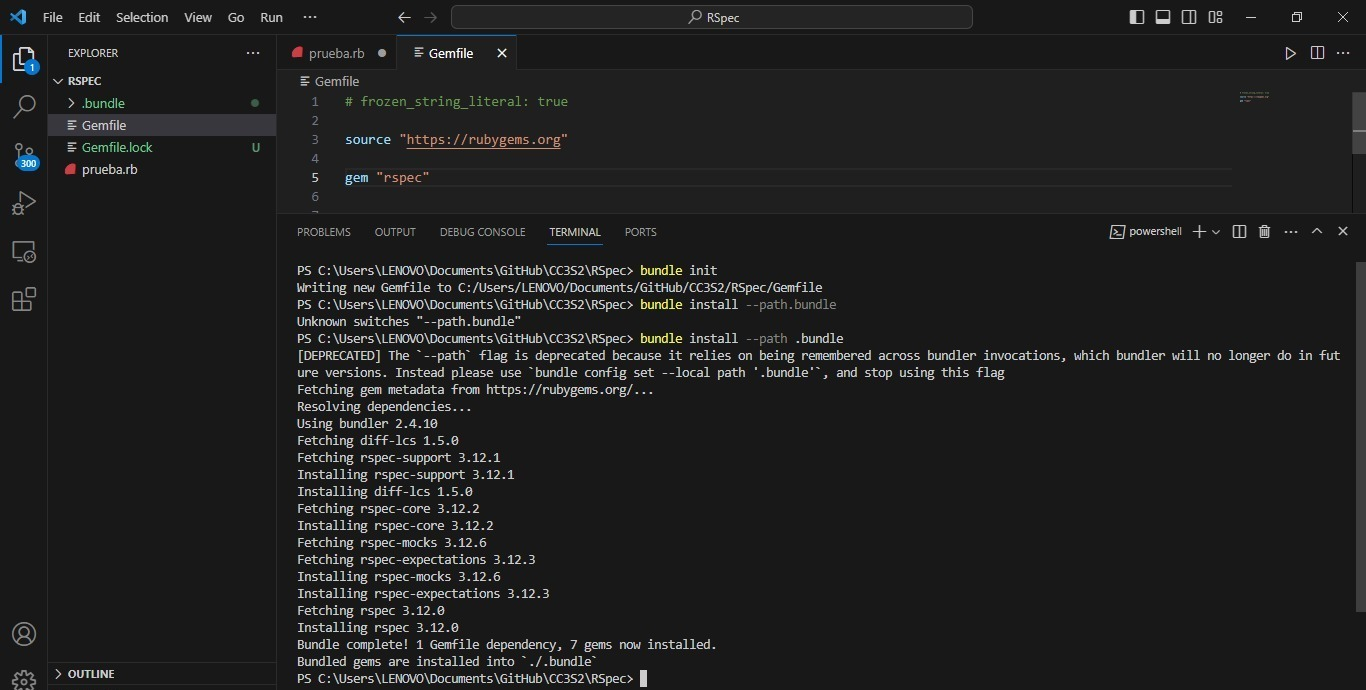 File Edit Selection View Go Run ··· RSpec
EXPLORER ···
RSPEC
.bundle
Gemfile
Gemfile.lock U
prueba.rb
OUTLINE
1
300
prueba.rb Gemfile
Gemfile
1 # frozen_string_literal: true
2
3 source "https://rubygems.org"
4
5 gem "rspec"
6
PROBLEMS OUTPUT DEBUG CONSOLE TERMINAL PORTS powershell
PS C:\Users\LENOVO\Documents\GitHub\CC3S2\RSpec> bundle init
Writing new Gemfile to C:/Users/LENOVO/Documents/GitHub/CC3S2/RSpec/Gemfile
PS C:\Users\LENOVO\Documents\GitHub\CC3S2\RSpec> bundle install --path.bundle
Unknown switches "--path.bundle"
PS C:\Users\LENOVO\Documents\GitHub\CC3S2\RSpec> bundle install --path .bundle
[DEPRECATED] The `--path` flag is deprecated because it relies on being remembered across bundler invocations, which bundler will no longer do in fut
ure versions. Instead please use `bundle config set --local path '.bundle'`, and stop using this flag
Fetching gem metadata from https://rubygems.org/...
Resolving dependencies...
Using bundler 2.4.10
Fetching diff-lcs 1.5.0
Fetching rspec-support 3.12.1
Installing rspec-support 3.12.1
Installing diff-lcs 1.5.0
Fetching rspec-core 3.12.2
Installing rspec-core 3.12.2
Fetching rspec-mocks 3.12.6
Fetching rspec-expectations 3.12.3
Installing rspec-mocks 3.12.6
Installing rspec-expectations 3.12.3
Fetching rspec 3.12.0
Installing rspec 3.12.0
Bundle complete! 1 Gemfile dependency, 7 gems now installed.
Bundled gems are installed into `./.bundle`
PS C:\Users\LENOVO\Documents\GitHub\CC3S2\RSpec>